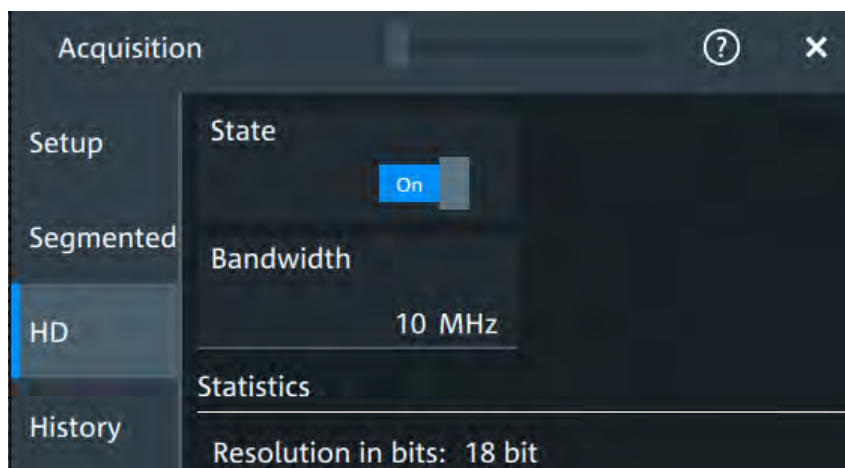 Acquisition
?
Setup
Segmented
HD
History
State
On
Bandwidth
10 MHz
Statistics
Resolution in bits: 18 bit